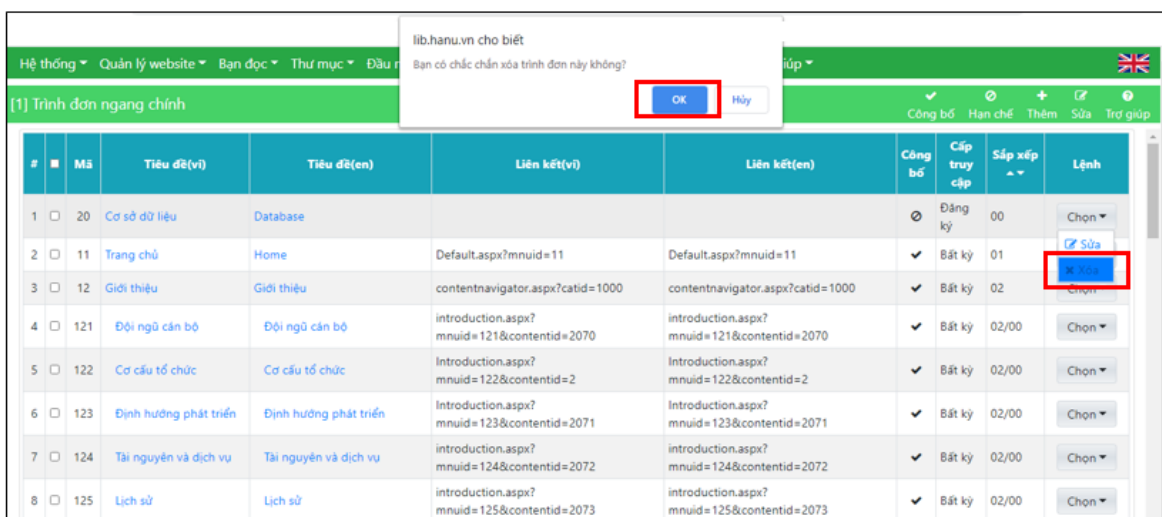 lib.hanu.vn cho biết
Bạn có chắc chắn xóa trình đơn này không?
OK Hủy
Hệ thống Quản lý website Bạn đọc Thư mục Đầu iúp
[1] Trình đơn ngang chính
Công bố Hạn chế Thêm Sửa Trợ giúp
# Mã Tiêu đề(vi) Tiêu đề(en) Liên kết(vi) Liên kết(en) Công bố Cấp truy cập Sắp xếp Lệnh
1 20 Cơ sở dữ liệu Database Đăng ký 00 Chọn
Sửa
2 11 Trang chủ Home Default.aspx?mnuid=11 Default.aspx?mnuid=11 Bất kỳ 01
Xóa
3 12 Giới thiệu Giới thiệu contentnavigator.aspx?catid=1000 contentnavigator.aspx?catid=1000 Bất kỳ 02 Chọn
4 121 Đội ngũ cán bộ Đội ngũ cán bộ introduction.aspx?mnuid=121&contentid=2070 introduction.aspx?mnuid=121&contentid=2070 Bất kỳ 02/00 Chọn
5 122 Cơ cấu tổ chức Cơ cấu tổ chức Introduction.aspx?mnuid=122&contentid=2 Introduction.aspx?mnuid=122&contentid=2 Bất kỳ 02/00 Chọn
6 123 Định hướng phát triển Định hướng phát triển Introduction.aspx?mnuid=123&contentid=2071 Introduction.aspx?mnuid=123&contentid=2071 Bất kỳ 02/00 Chọn
7 124 Tài nguyên và dịch vụ Tài nguyên và dịch vụ introduction.aspx?mnuid=124&contentid=2072 introduction.aspx?mnuid=124&contentid=2072 Bất kỳ 02/00 Chọn
8 125 Lịch sử Lịch sử introduction.aspx?mnuid=125&contentid=2073 introduction.aspx?mnuid=125&contentid=2073 Bất kỳ 02/00 Chọn